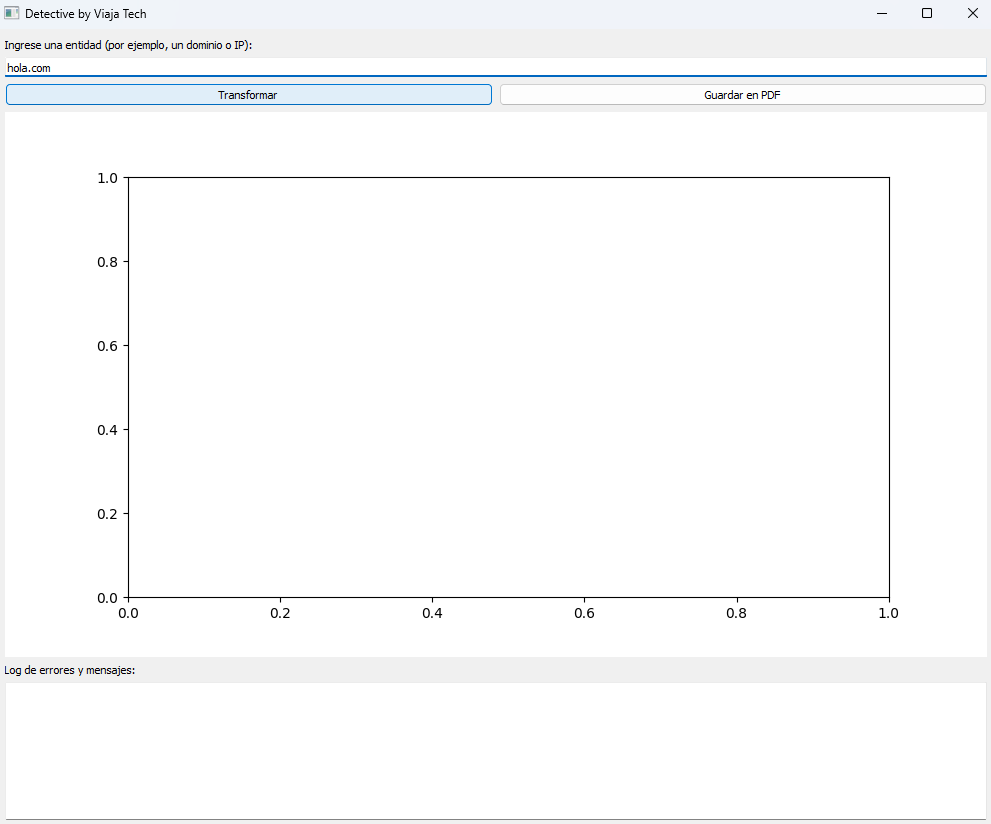 Detective by Viaja Tech
Ingrese una entidad (por ejemplo, un dominio o IP):
hola.com
Transformar Guardar en PDF
1.0
0.8
0.6
0.4
0.2
0.0
0.0 0.2 0.4 0.6 0.8 1.0
Log de errores y mensajes: